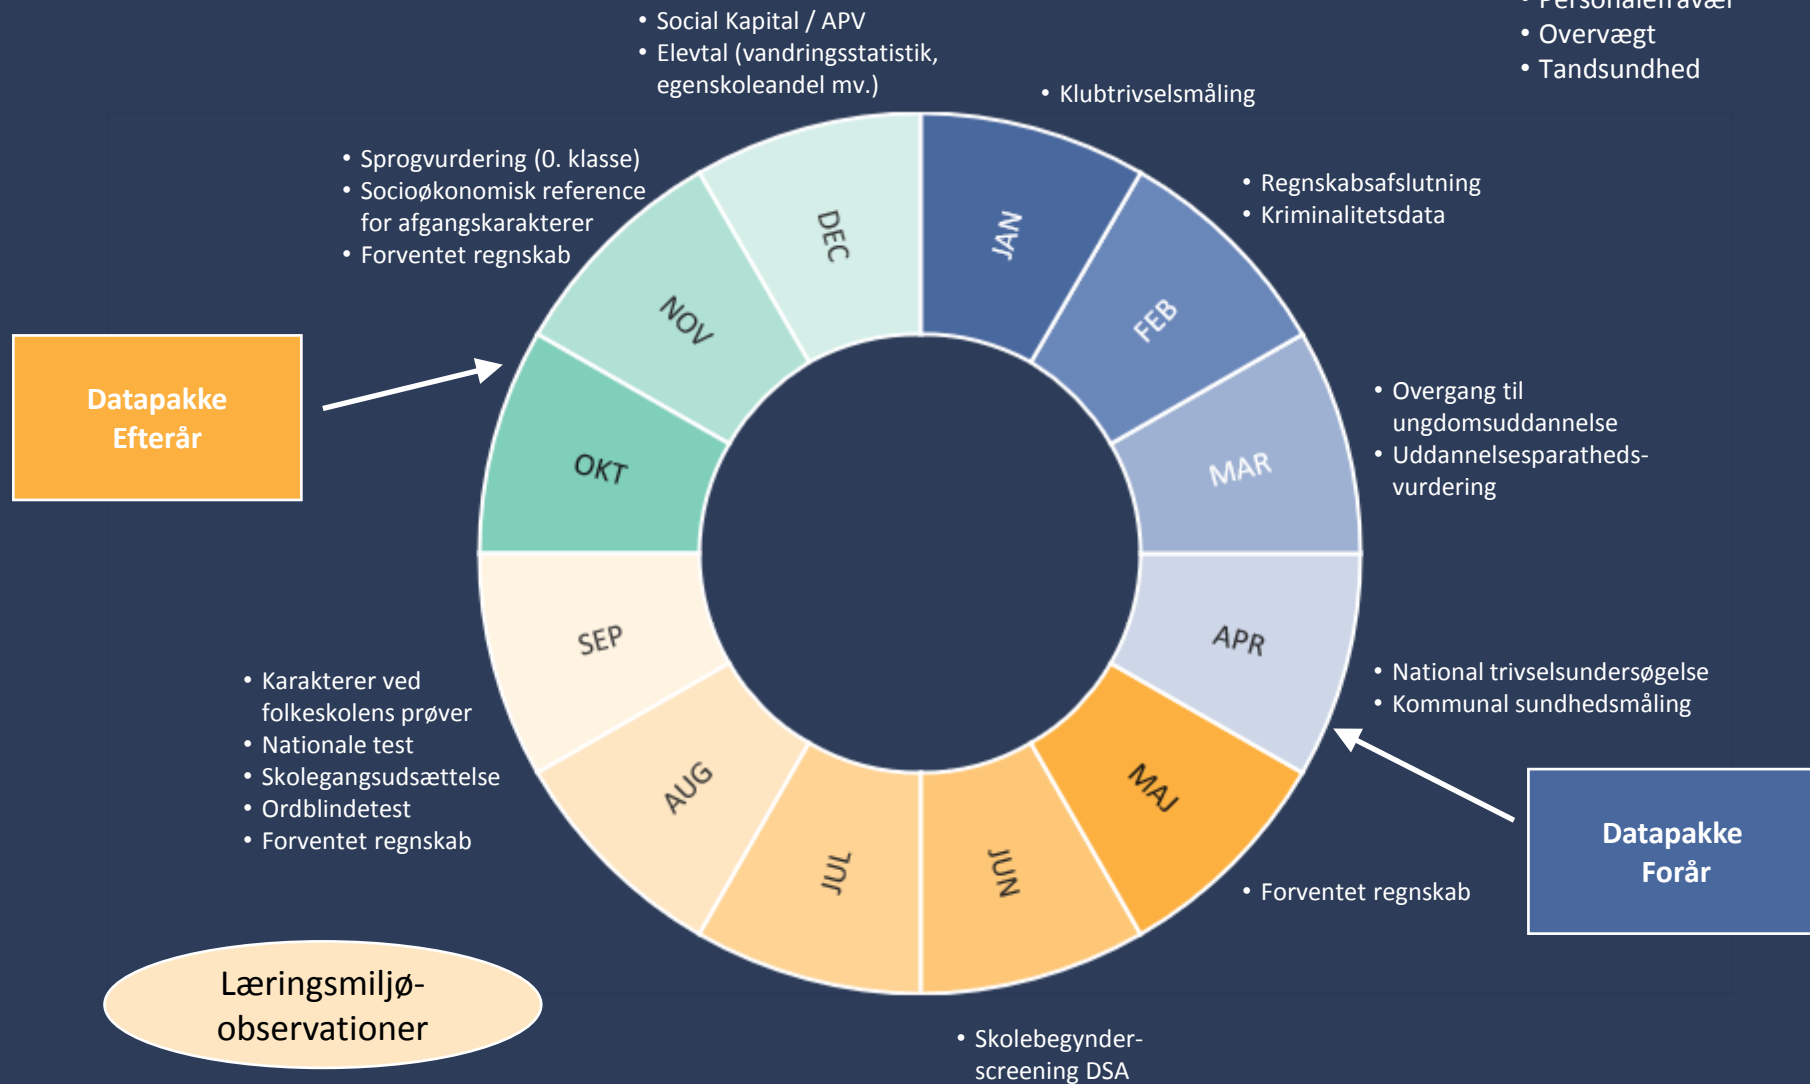 • Social Kapital / APV
• Elevtal (vandringsstatistik,
egenskoleandel mv.)
• Personalefravær
• Overvægt
• Tandsundhed
• Klubtrivselsmåling
• Sprogvurdering (0. klasse)
• Socioøkonomisk reference
for afgangskarakterer
• Forventet regnskab
• Regnskabsafslutning
• Kriminalitetsdata
DEC
JAN
NOV
FEB
Datapakke
Efterår
• Overgang til
ungdomsuddannelse
• Uddannelsesparatheds-
vurdering
OKT
MAR
SEP
APR
• Karakterer ved
folkeskolens prøver
• Nationale test
• Skolegangsudsættelse
• Ordblindetest
• Forventet regnskab
• National trivselsundersøgelse
• Kommunal sundhedsmåling
AUG
MAJ
JUL
JUN
Datapakke
Forår
• Forventet regnskab
Læringsmiljø-
observationer
• Skolebegynder-
screening DSA